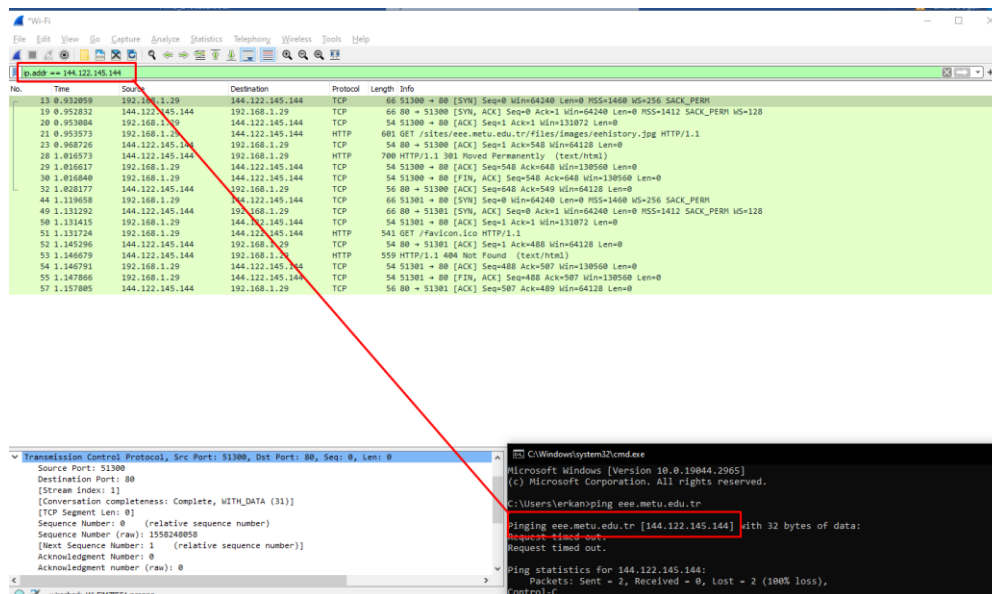 *Wi-Fi
File Edit View Go Capture Analyze Statistics Telephony Wireless Tools Help
ip.addr == 144.122.145.144
No. Time Source Destination Protocol Length Info
13 0.932059 192.168.1.29 144.122.145.144 TCP 66 51300 → 80 [SYN] Seq=0 Win=64240 Len=0 MSS=1460 WS=256 SACK_PERM
19 0.952832 144.122.145.144 192.168.1.29 TCP 66 80 → 51300 [SYN, ACK] Seq=0 Ack=1 Win=64240 Len=0 MSS=1412 SACK_PERM WS=128
20 0.953084 192.168.1.29 144.122.145.144 TCP 54 51300 → 80 [ACK] Seq=1 Ack=1 Win=131072 Len=0
21 0.953573 192.168.1.29 144.122.145.144 HTTP 601 GET /sites/eee.metu.edu.tr/files/images/eehistory.jpg HTTP/1.1
23 0.968726 144.122.145.144 192.168.1.29 TCP 54 80 → 51300 [ACK] Seq=1 Ack=548 Win=64128 Len=0
28 1.016573 144.122.145.144 192.168.1.29 HTTP 700 HTTP/1.1 301 Moved Permanently (text/html)
29 1.016617 192.168.1.29 144.122.145.144 TCP 54 51300 → 80 [ACK] Seq=548 Ack=648 Win=130560 Len=0
30 1.016840 192.168.1.29 144.122.145.144 TCP 54 51300 → 80 [FIN, ACK] Seq=548 Ack=648 Win=130560 Len=0
32 1.028177 144.122.145.144 192.168.1.29 TCP 56 80 → 51300 [ACK] Seq=648 Ack=549 Win=64128 Len=0
44 1.119658 192.168.1.29 144.122.145.144 TCP 66 51301 → 80 [SYN] Seq=0 Win=64240 Len=0 MSS=1460 WS=256 SACK_PERM
49 1.131292 144.122.145.144 192.168.1.29 TCP 66 80 → 51301 [SYN, ACK] Seq=0 Ack=1 Win=64240 Len=0 MSS=1412 SACK_PERM WS=128
50 1.131415 192.168.1.29 144.122.145.144 TCP 54 51301 → 80 [ACK] Seq=1 Ack=1 Win=131072 Len=0
51 1.131724 192.168.1.29 144.122.145.144 HTTP 541 GET /favicon.ico HTTP/1.1
52 1.145296 144.122.145.144 192.168.1.29 TCP 54 80 → 51301 [ACK] Seq=1 Ack=488 Win=64128 Len=0
53 1.146679 144.122.145.144 192.168.1.29 HTTP 559 HTTP/1.1 404 Not Found (text/html)
54 1.146791 192.168.1.29 144.122.145.144 TCP 54 51301 → 80 [ACK] Seq=488 Ack=507 Win=130560 Len=0
55 1.147866 192.168.1.29 144.122.145.144 TCP 54 51301 → 80 [FIN, ACK] Seq=488 Ack=507 Win=130560 Len=0
57 1.157805 144.122.145.144 192.168.1.29 TCP 56 80 → 51301 [ACK] Seq=507 Ack=489 Win=64128 Len=0
Transmission Control Protocol, Src Port: 51300, Dst Port: 80, Seq: 0, Len: 0
Source Port: 51300
Destination Port: 80
[Stream index: 1]
[Conversation completeness: Complete, WITH_DATA (31)]
[TCP Segment Len: 0]
Sequence Number: 0 (relative sequence number)
Sequence Number (raw): 1558248058
[Next Sequence Number: 1 (relative sequence number)]
Acknowledgment Number: 0
Acknowledgment number (raw): 0
C:\Windows\system32\cmd.exe
Microsoft Windows [Version 10.0.19044.2965]
(c) Microsoft Corporation. All rights reserved.
C:\Users\erkan>ping eee.metu.edu.tr
Pinging eee.metu.edu.tr [144.122.145.144] with 32 bytes of data:
Request timed out.
Request timed out.
Ping statistics for 144.122.145.144:
Packets: Sent = 2, Received = 0, Lost = 2 (100% loss),
Control-C